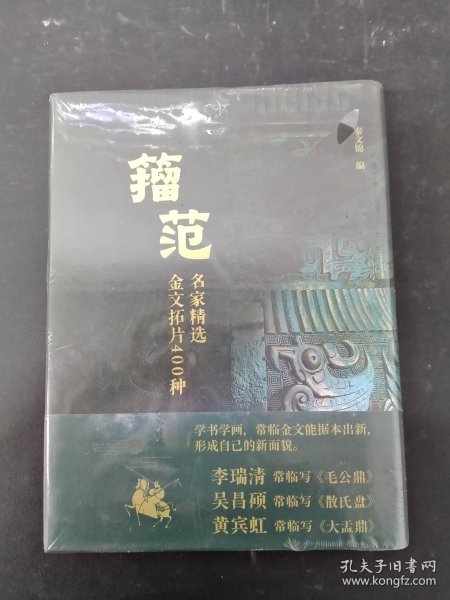 籀范
名家精选
金文拓片400种
秦文锦 编
学书学画，常临金文能据本出新，
形成自己的新面貌。
李瑞清 常临写《毛公鼎》
吴昌硕 常临写《散氏盘》
黄宾虹 常临写《大盂鼎》
孔夫子旧书网
www.kongfz.com